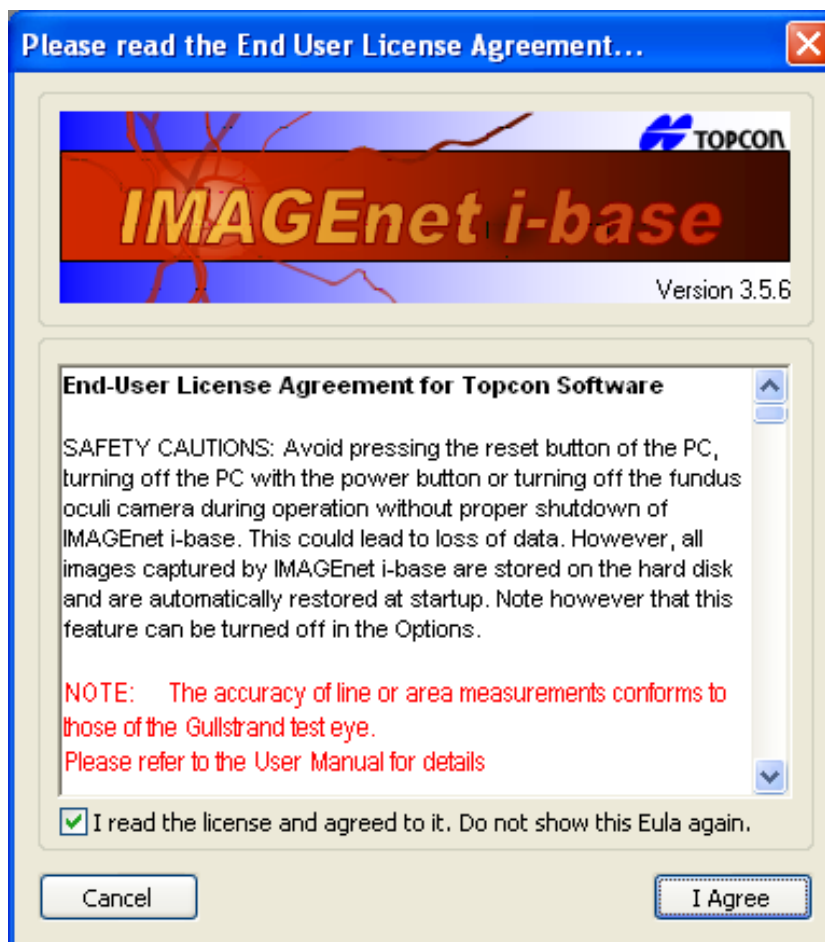 Please read the End User License Agreement...
TOPCON
IMAGEnet i-base
Version 3.5.6
End-User License Agreement for Topcon Software
SAFETY CAUTIONS: Avoid pressing the reset button of the PC,
turning off the PC with the power button or turning off the fundus
oculi camera during operation without proper shutdown of
IMAGEnet i-base. This could lead to loss of data. However, all
images captured by IMAGEnet i-base are stored on the hard disk
and are automatically restored at startup. Note however that this
feature can be turned off in the Options.
NOTE: The accuracy of line or area measurements conforms to
those of the Gullstrand test eye.
Please refer to the User Manual for details
I read the license and agreed to it. Do not show this Eula again.
Cancel
I Agree